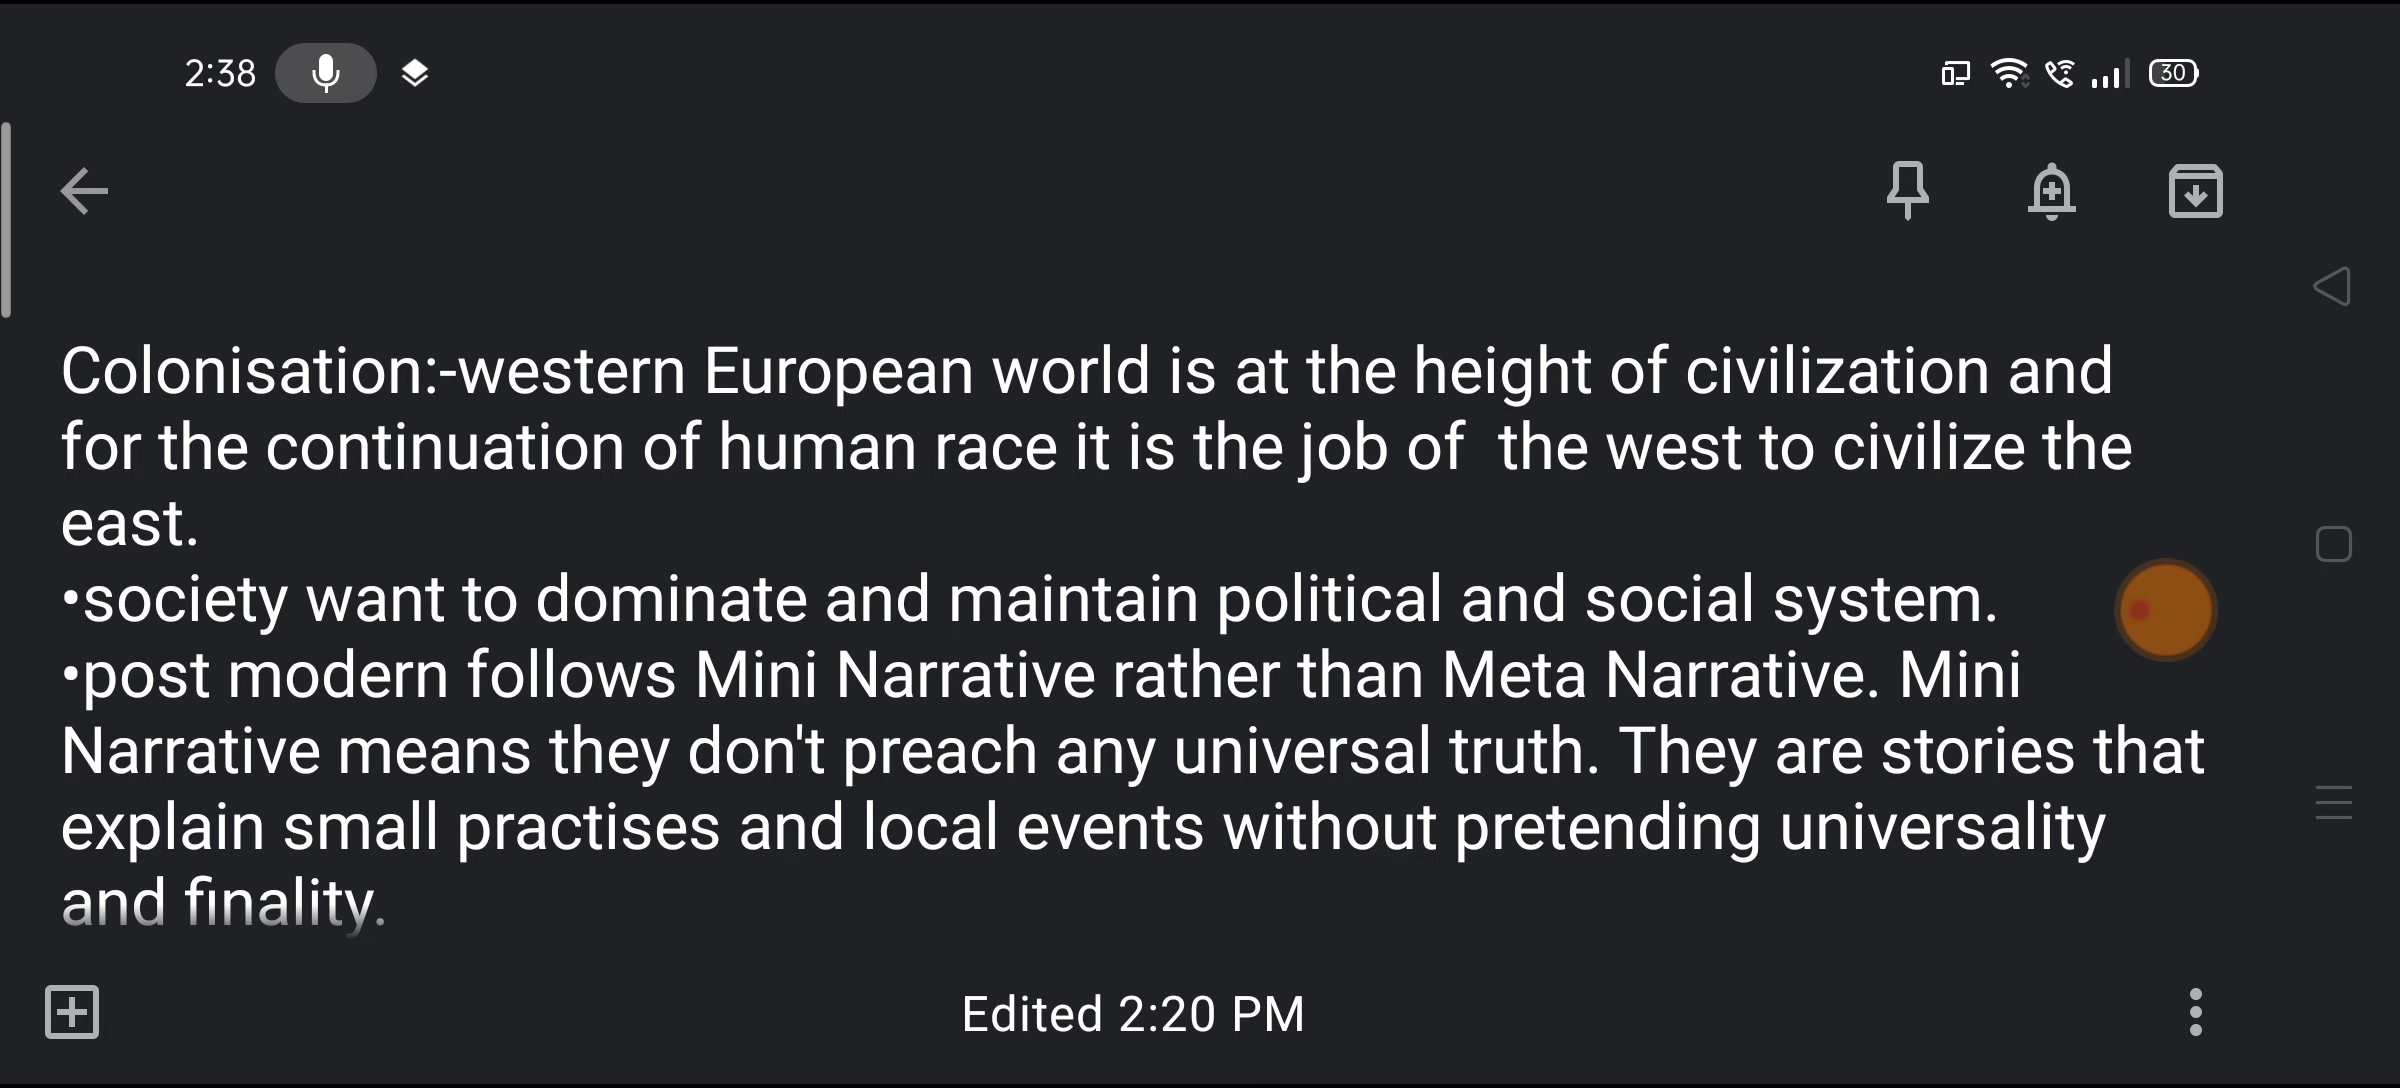 2:38
30
Colonisation:-western European world is at the height of civilization and
for the continuation of human race it is the job of  the west to civilize the
east.
•society want to dominate and maintain political and social system.
•post modern follows Mini Narrative rather than Meta Narrative. Mini
Narrative means they don't preach any universal truth. They are stories that
explain small practises and local events without pretending universality
and finality.
Edited 2:20 PM